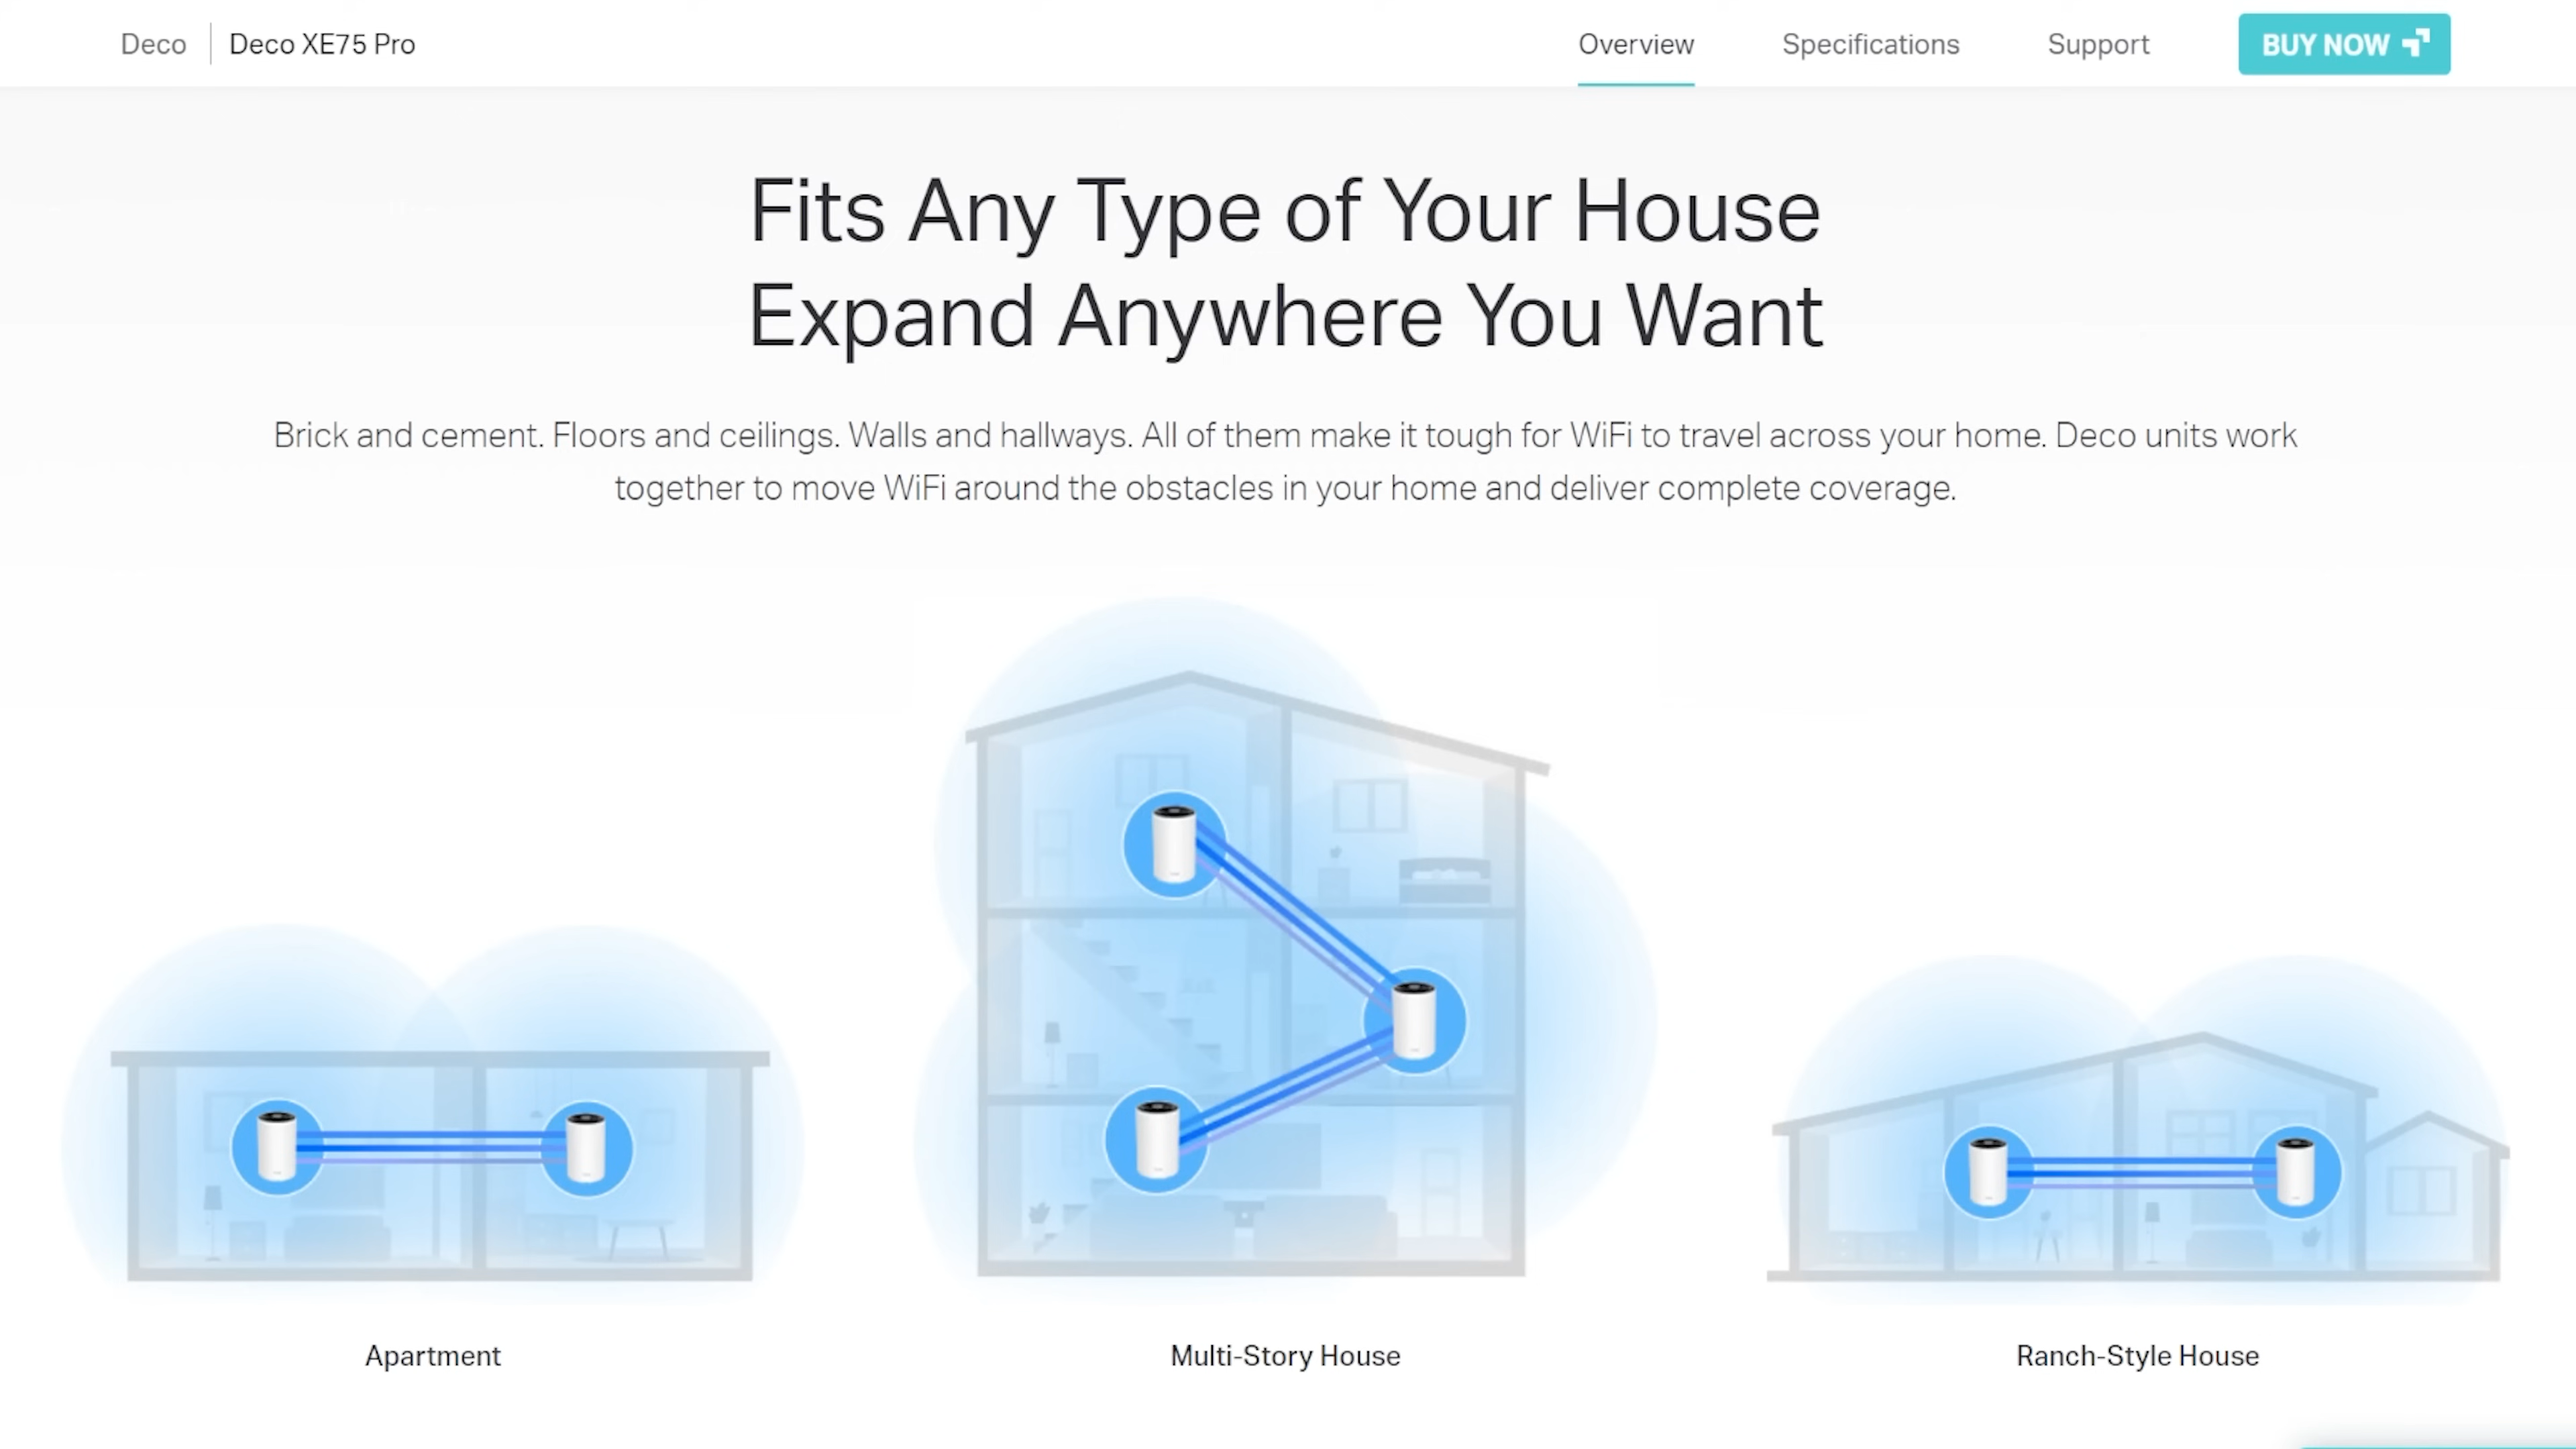 Deco
Deco XE75 Pro
Overview
Specifications
Support
BUY NOW
Fits Any Type of Your House
Expand Anywhere You Want
Brick and cement. Floors and ceilings. Walls and hallways. All of them make it tough for WiFi to travel across your home. Deco units work
together to move WiFi around the obstacles in your home and deliver complete coverage.
Apartment
Multi-Story House
Ranch-Style House